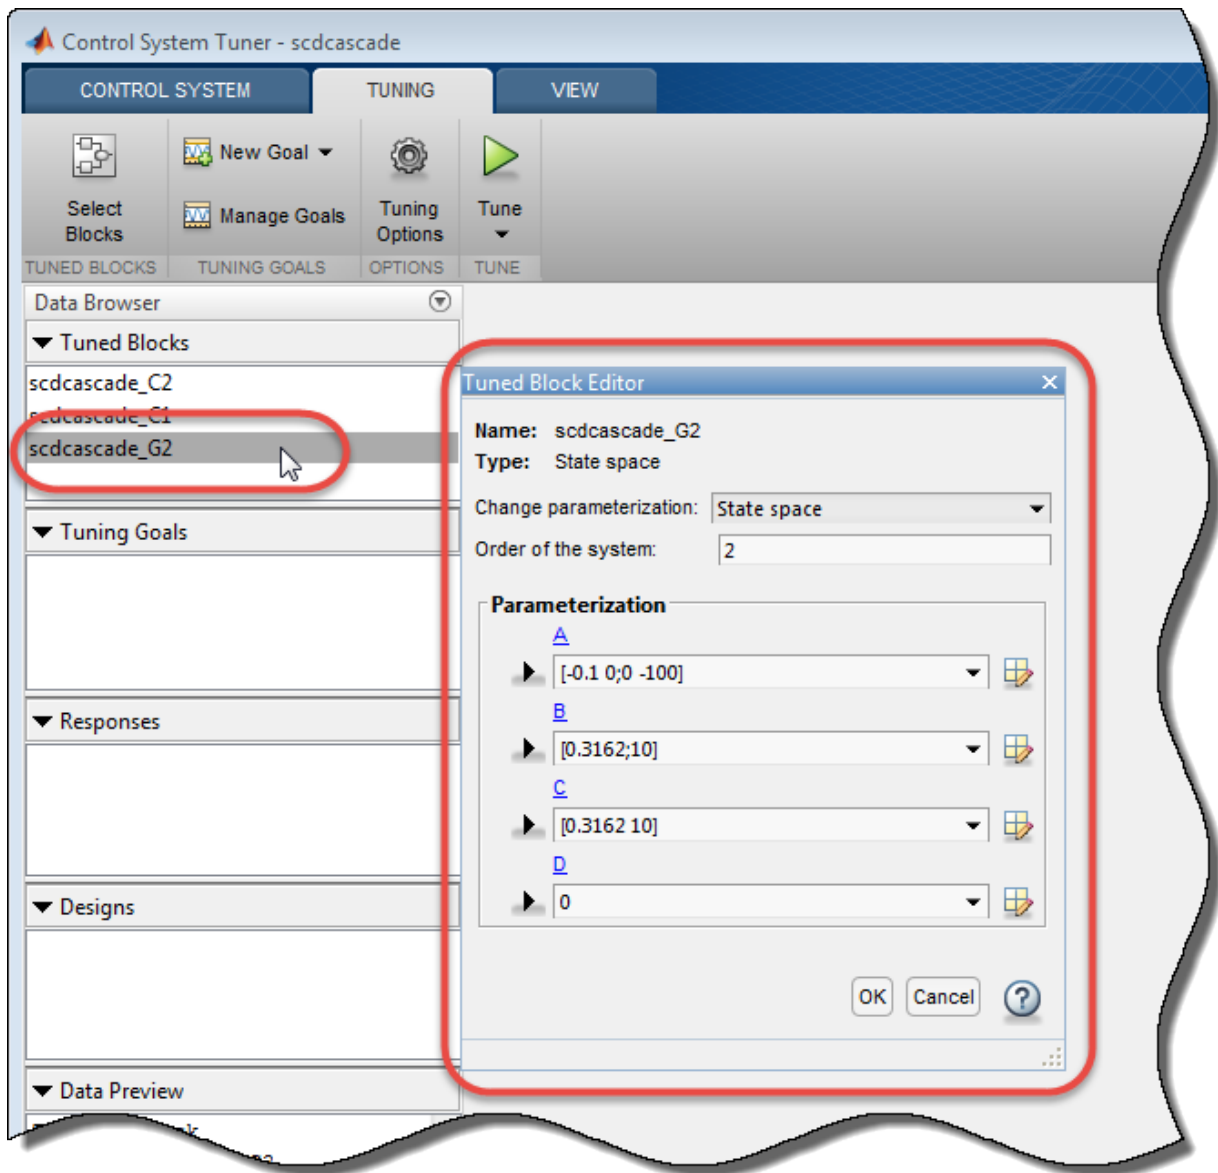 Control System Tuner - scdcascade
CONTROL SYSTEM
TUNING
VIEW
Select
Blocks
New Goal
Manage Goals
Tuning
Options
Tune
TUNED BLOCKS
TUNING GOALS
OPTIONS
TUNE
Data Browser
Tuned Blocks
scdcascade_C2
scdcascade_C1
scdcascade_G2
Tuning Goals
Responses
Designs
Data Preview
Tuned Block Editor
Name: scdcascade_G2
Type: State space
Change parameterization: State space
Order of the system: 2
Parameterization
A
[-0.1 0;0 -100]
B
[0.3162;10]
C
[0.3162 10]
D
0
OK
Cancel
?